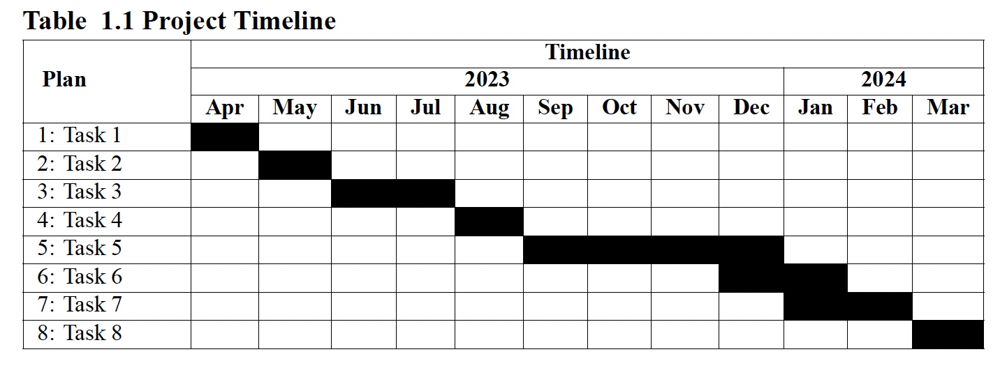 Table 1.1 Project Timeline
Plan
Timeline
2023 2024
Apr May Jun Jul Aug Sep Oct Nov Dec Jan Feb Mar
1: Task 1
2: Task 2
3: Task 3
4: Task 4
5: Task 5
6: Task 6
7: Task 7
8: Task 8